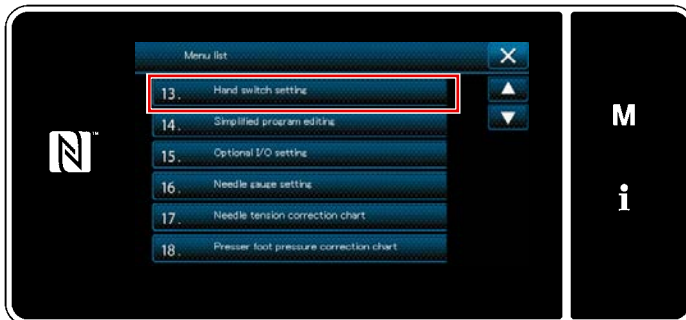 Menu list
13. Hand switch setting
14. Simplified program editing
15. Optional I/O setting
16. Needle gauge setting
17. Needle tension correction chart
18. Presser foot pressure correction chart
M
i